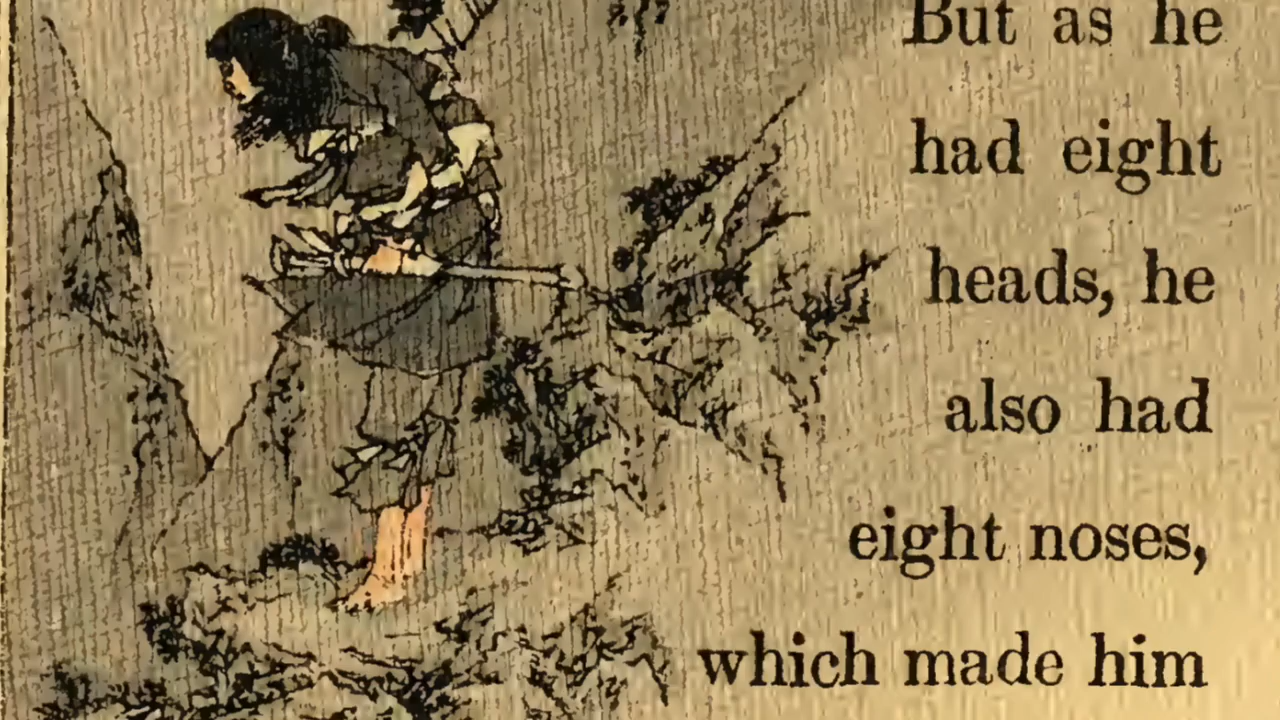 But as he
had eight
heads, he
also had
eight noses,
which made him